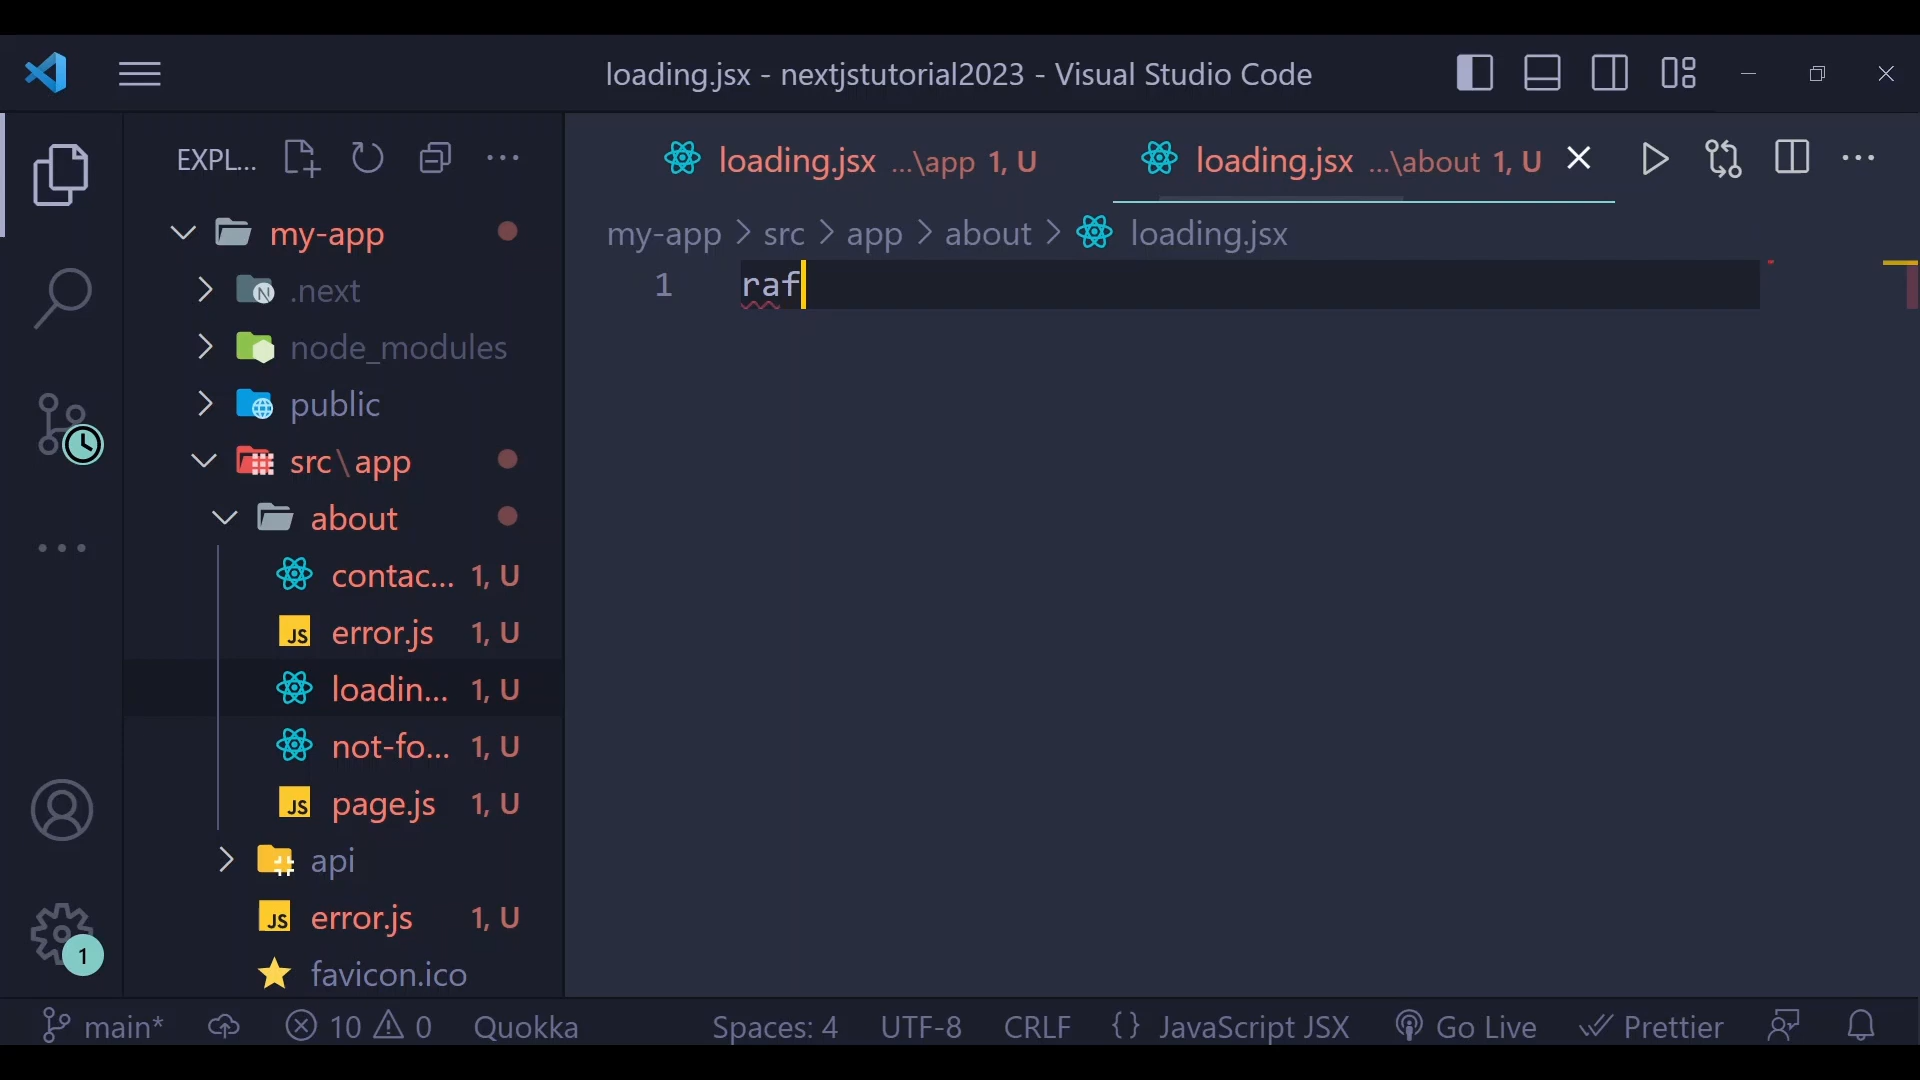 loading.jsx - nextjstutorial2023 - Visual Studio Code
EXPL...
loading.jsx ...\app 1, U
loading.jsx ...\about 1, U
my-app > src > app > about > loading.jsx
1 raf
my-app
.next
N
node_modules
public
src\app
about
contac... 1, U
JS error.js 1, U
loadin... 1, U
not-fo... 1, U
JS page.js 1, U
api
JS error.js 1, U
favicon.ico
1
main* 10 0 Quokka Spaces: 4 UTF-8 CRLF {} JavaScript JSX Go Live Prettier